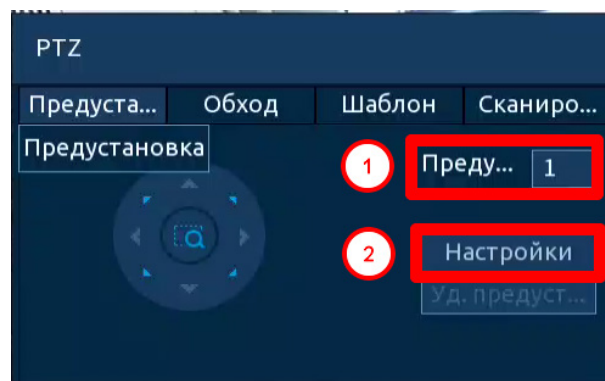 PTZ
Предуста... Обход Шаблон Сканиро...
Предустановка
1 Преду... 1
2 Настройки
Уд. предуст...